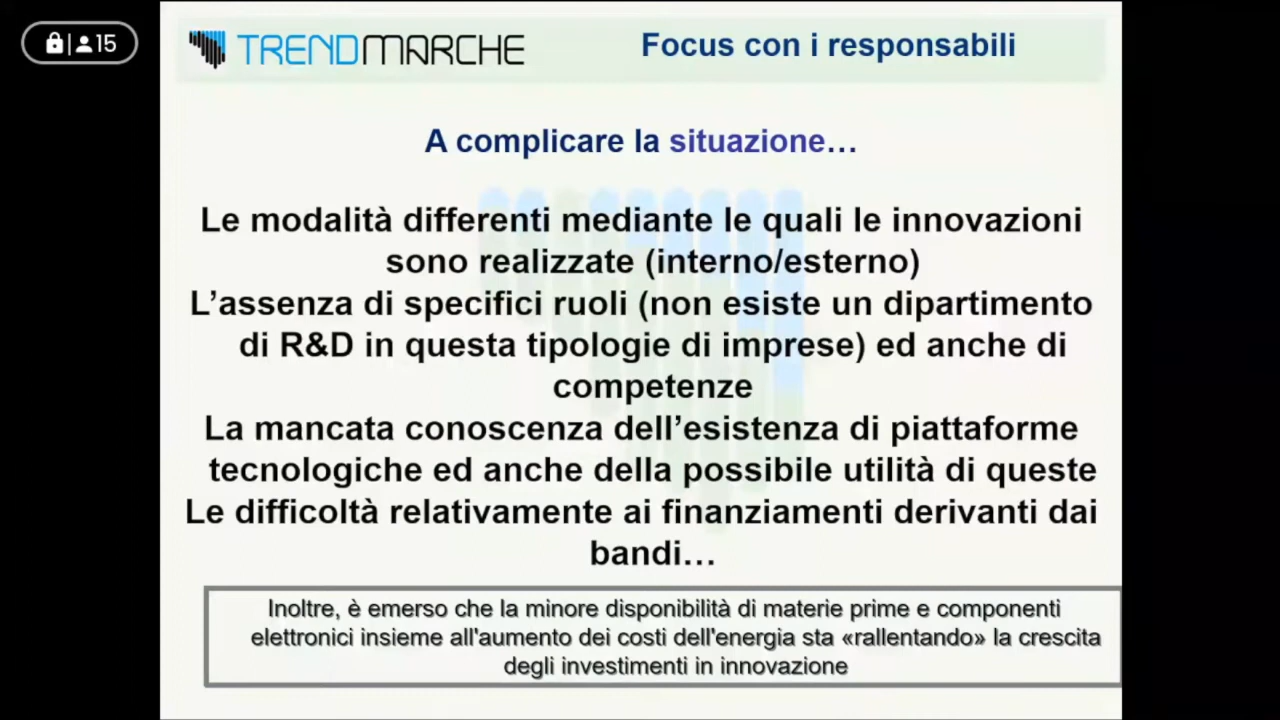 15
TRENDMARCHE
Focus con i responsabili
A complicare la situazione…
Le modalità differenti mediante le quali le innovazioni
sono realizzate (interno/esterno)
L’assenza di specifici ruoli (non esiste un dipartimento
di R&D in questa tipologie di imprese) ed anche di
competenze
La mancata conoscenza dell’esistenza di piattaforme
tecnologiche ed anche della possibile utilità di queste
Le difficoltà relativamente ai finanziamenti derivanti dai
bandi…
Inoltre, è emerso che la minore disponibilità di materie prime e componenti
elettronici insieme all'aumento dei costi dell'energia sta «rallentando» la crescita
degli investimenti in innovazione